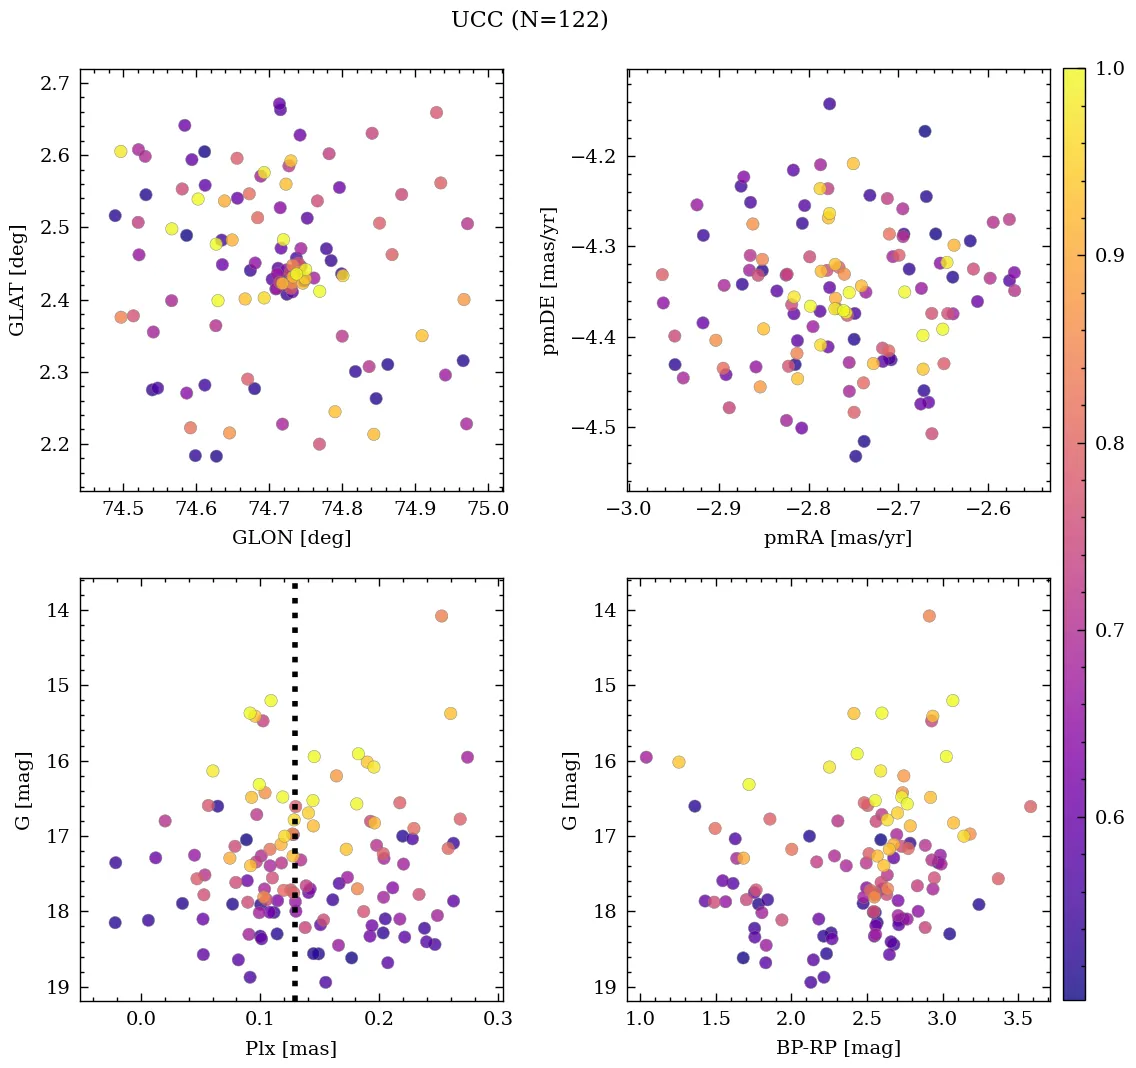 UCC (N=122)
2.7
2.6
2.5
2.4
2.3
2.2
GLAT [deg]
74.5 74.6 74.7 74.8 74.9 75.0
GLON [deg]
−4.2
−4.3
−4.4
−4.5
pmDE [mas/yr]
−3.0 −2.9 −2.8 −2.7 −2.6
pmRA [mas/yr]
14
15
16
17
18
19
G [mag]
0.0 0.1 0.2 0.3
Plx [mas]
14
15
16
17
18
19
G [mag]
1.0 1.5 2.0 2.5 3.0 3.5
BP-RP [mag]
1.0
0.9
0.8
0.7
0.6